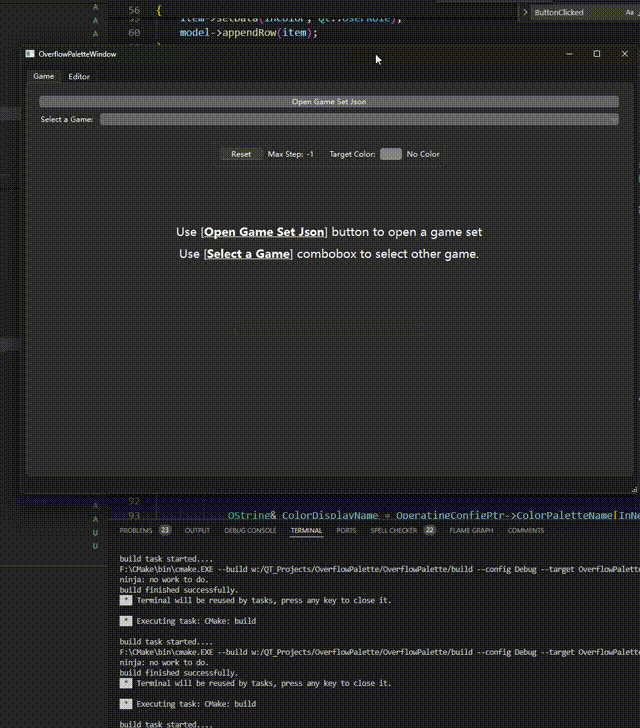 56 {
item->setData(InColor, Qt::UserRole);
60 model->appendRow(item);
ButtonClicked Aa
OverflowPaletteWindow
Game Editor
Open Game Set Json
Select a Game:
Reset Max Step: -1 Target Color: No Color
Use [Open Game Set Json] button to open a game set
Use [Select a Game] combobox to select other game.
92
93 QString& ColorDisplayName = OperatingConfigPtr->ColorPaletteName[InNe
PROBLEMS 23 OUTPUT DEBUG CONSOLE TERMINAL PORTS SPELL CHECKER 22 FLAME GRAPH COMMENTS
build task started....
F:\CMake\bin\cmake.EXE --build w:/QT_Projects/OverflowPalette/OverflowPalette/build --config Debug --target OverflowPalette
ninja: no work to do.
build finished successfully.
* Terminal will be reused by tasks, press any key to close it.
* Executing task: CMake: build
build task started....
F:\CMake\bin\cmake.EXE --build w:/QT_Projects/OverflowPalette/OverflowPalette/build --config Debug --target OverflowPalette
ninja: no work to do.
build finished successfully.
* Terminal will be reused by tasks, press any key to close it.
* Executing task: CMake: build
build task started....